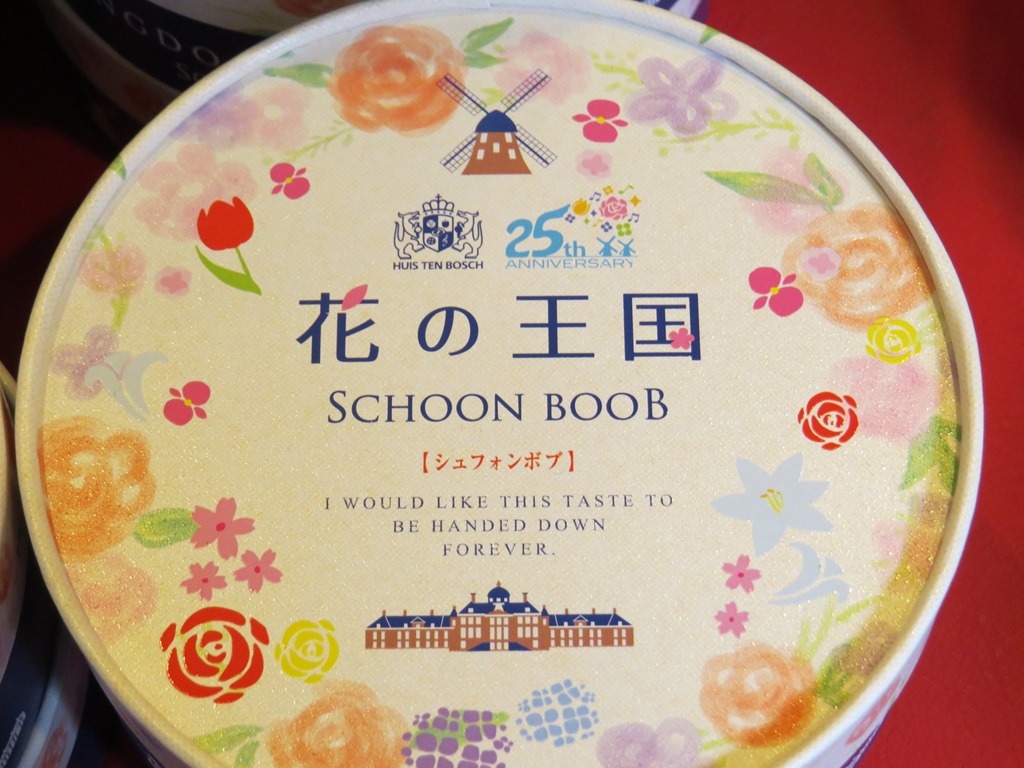 HUIS TEN BOSCH
25th
ANNIVERSARY
花の王国
SCHOON BOOB
【シュフォンボブ】
I WOULD LIKE THIS TASTE TO
BE HANDED DOWN
FOREVER.